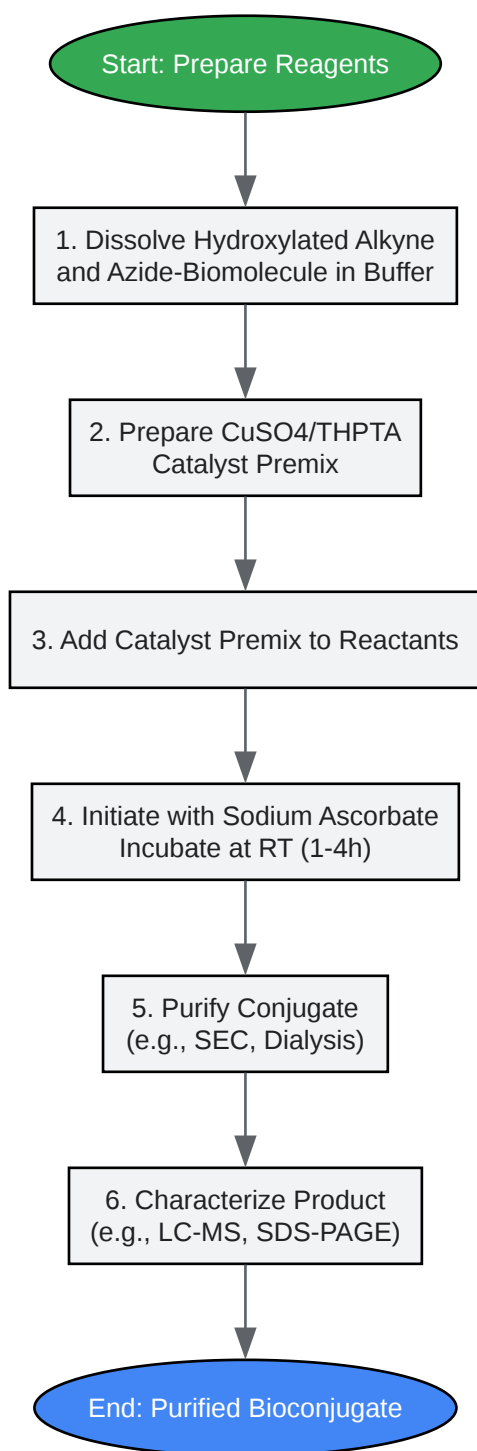 Start: Prepare Reagents
1. Dissolve Hydroxylated Alkyne
and Azide-Biomolecule in Buffer
2. Prepare CuSO4/THPTA
Catalyst Premix
3. Add Catalyst Premix to Reactants
4. Initiate with Sodium Ascorbate
Incubate at RT (1-4h)
5. Purify Conjugate
(e.g., SEC, Dialysis)
6. Characterize Product
(e.g., LC-MS, SDS-PAGE)
End: Purified Bioconjugate